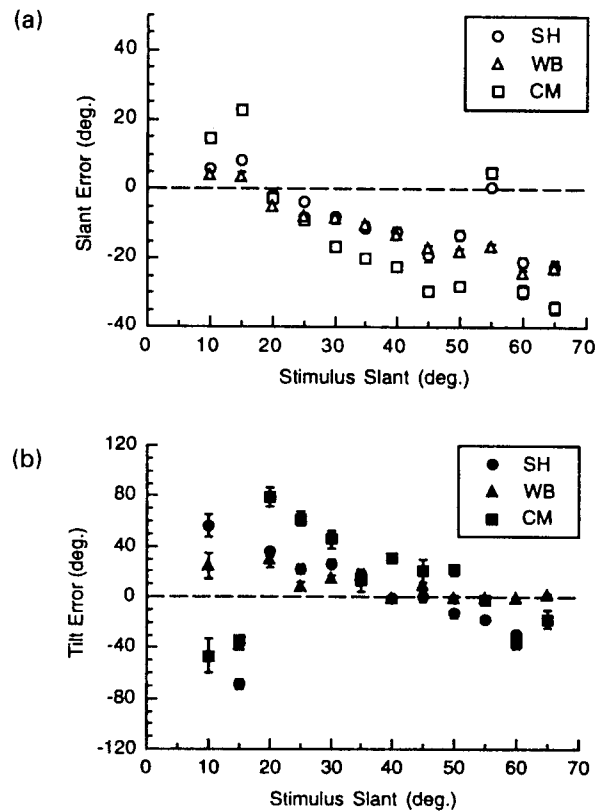 (a)
40
20
0
-20
-40
Slant Error (deg.)
SH
WB
CM
0 10 20 30 40 50 60 70
Stimulus Slant (deg.)
(b)
120
80
40
0
-40
-80
-120
Tilt Error (deg.)
SH
WB
CM
0 10 20 30 40 50 60 70
Stimulus Slant (deg.)